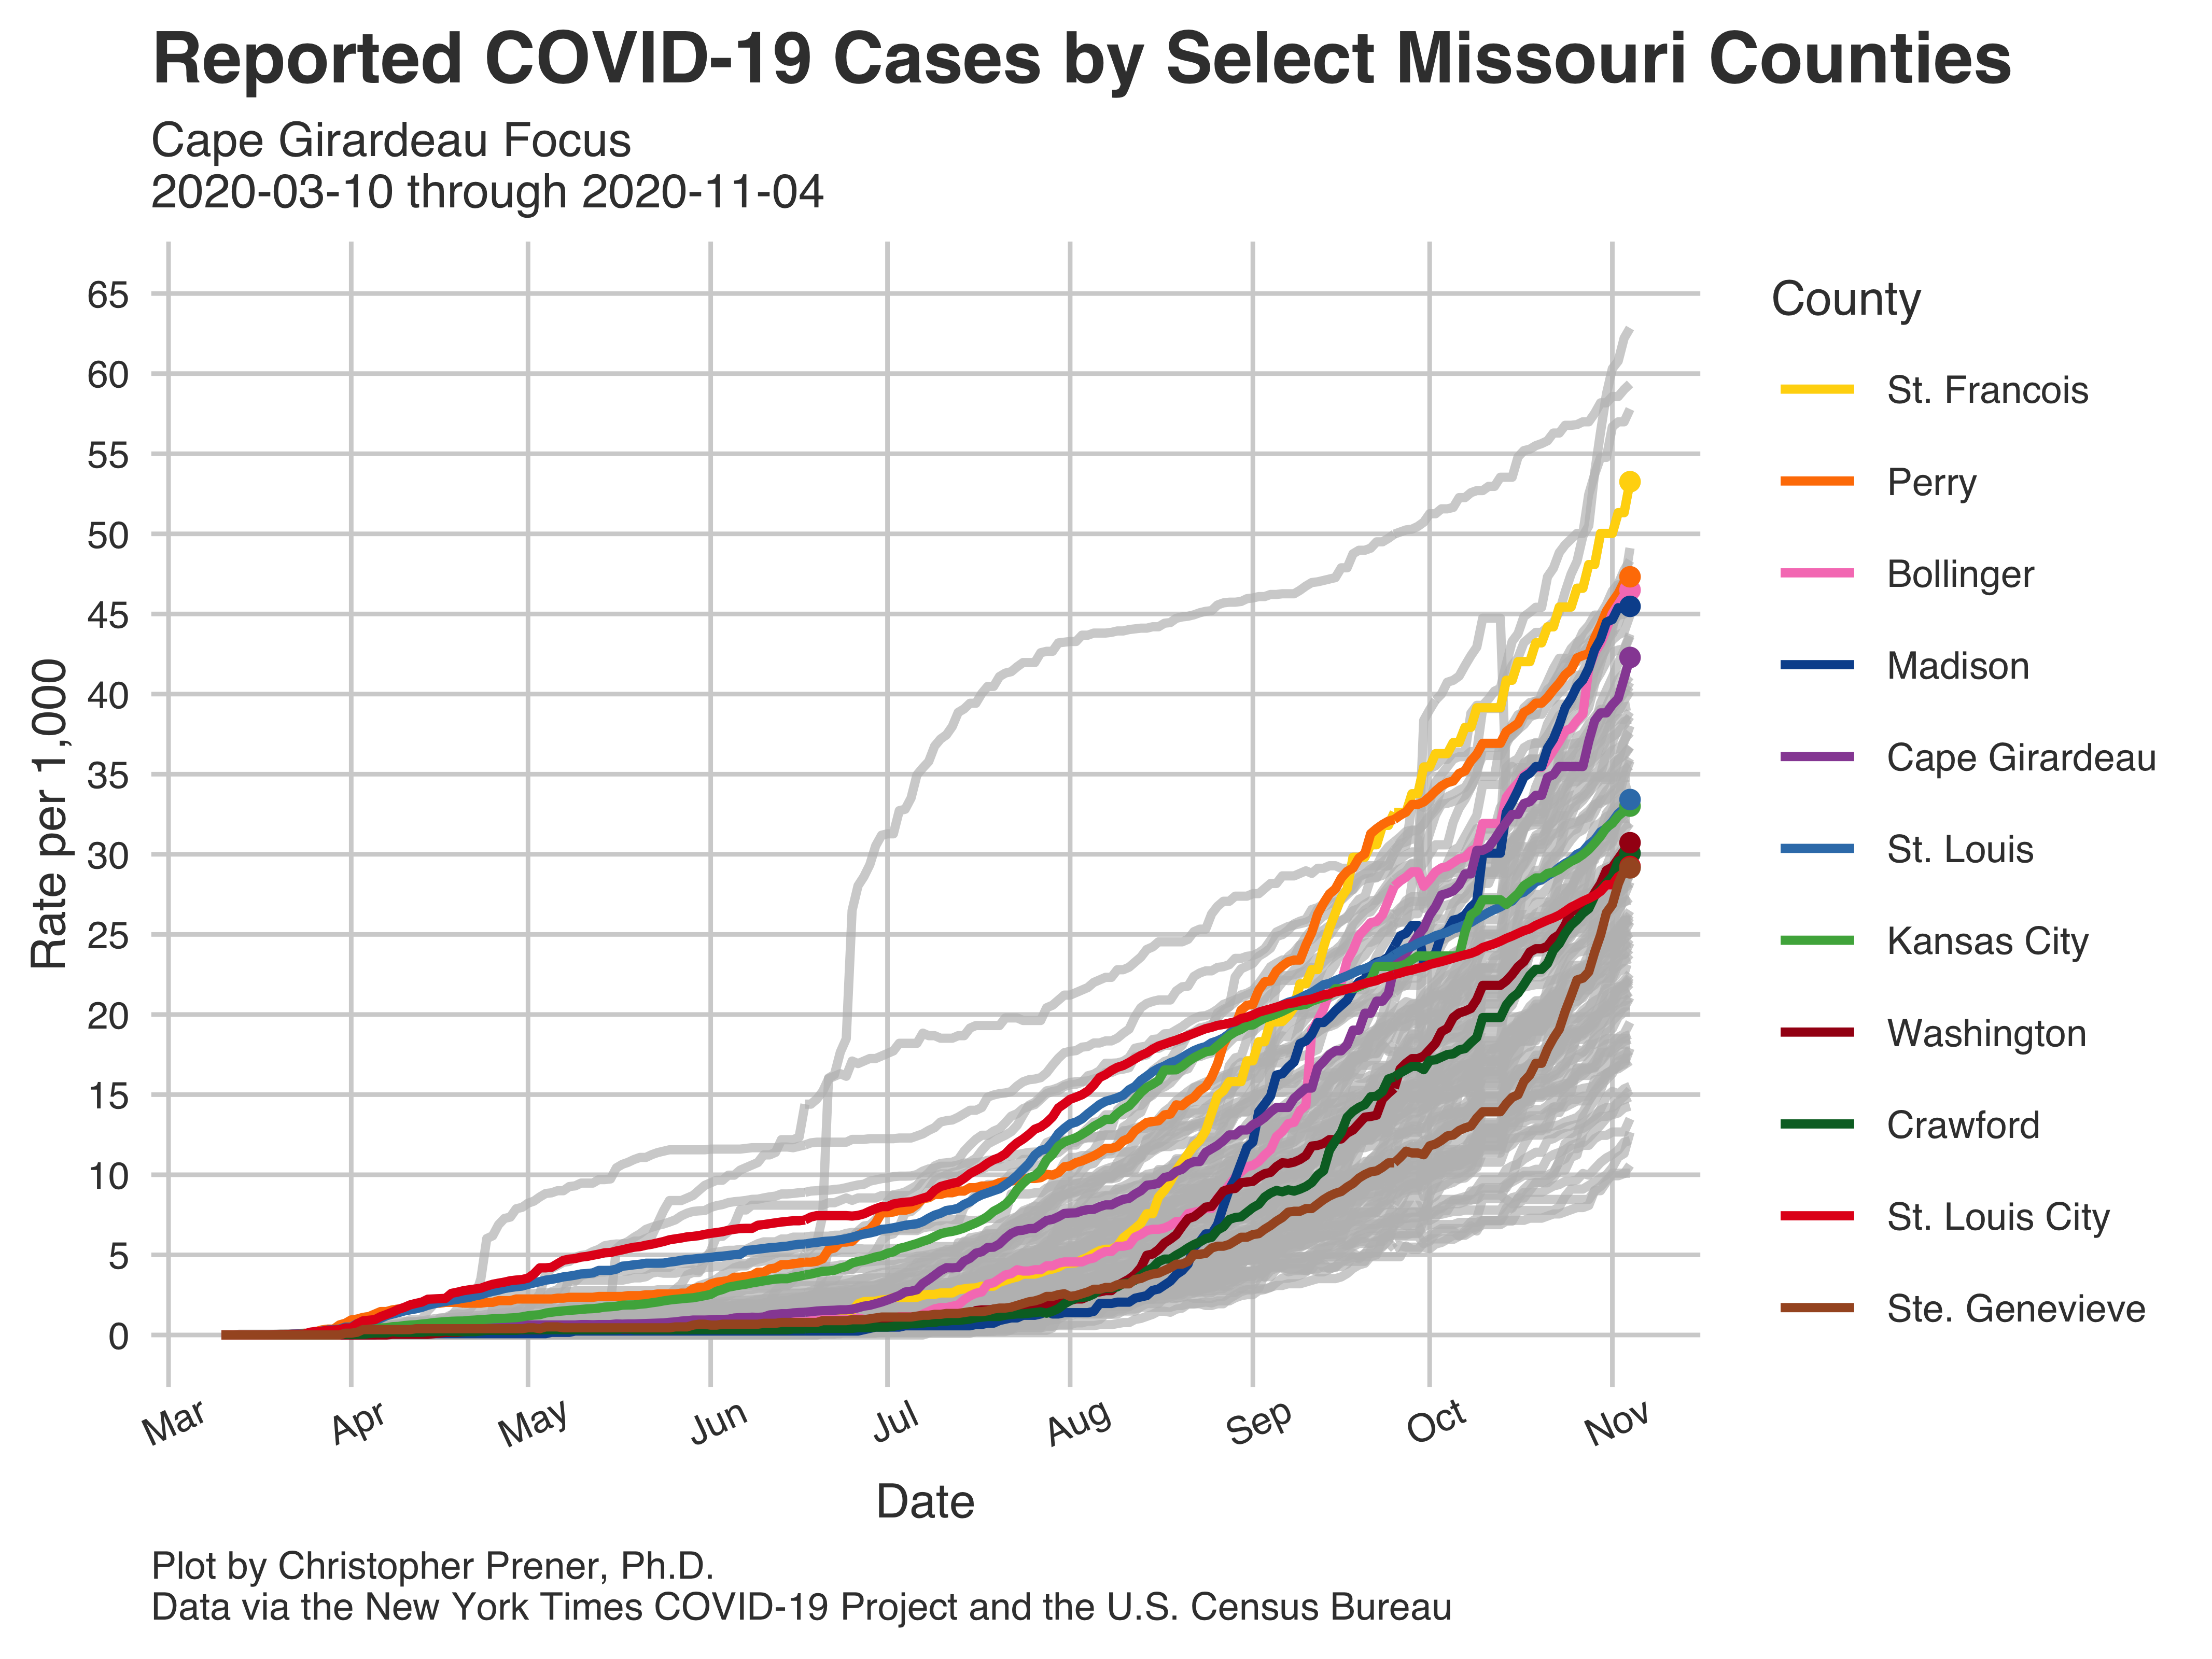 Reported COVID-19 Cases by Select Missouri Counties
Cape Girardeau Focus
2020-03-10 through 2020-11-04
Rate per 1,000
65
60
55
50
45
40
35
30
25
20
15
10
5
0
Mar
Apr
May
Jun
Jul
Aug
Sep
Oct
Nov
Date
County
St. Francois
Perry
Bollinger
Madison
Cape Girardeau
St. Louis
Kansas City
Washington
Crawford
St. Louis City
Ste. Genevieve
Plot by Christopher Prener, Ph.D.
Data via the New York Times COVID-19 Project and the U.S. Census Bureau